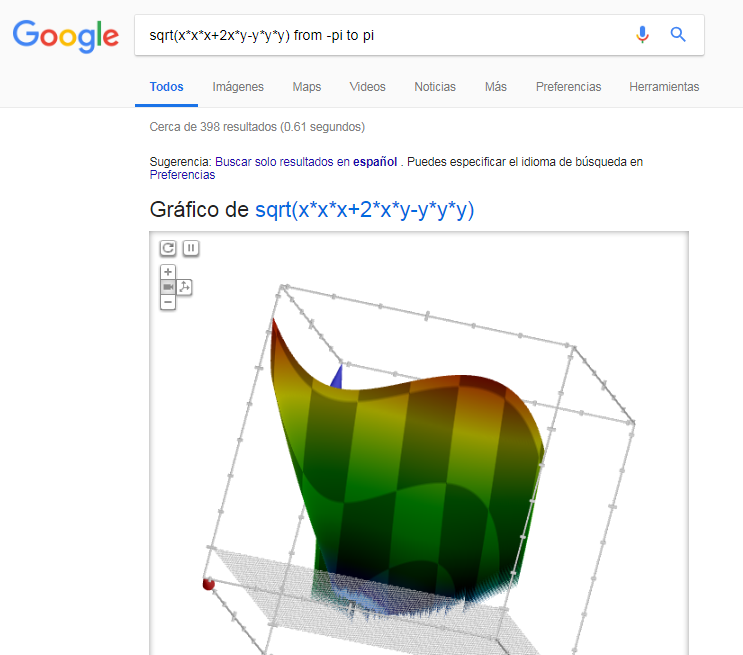 Google
sqrt(x*x*x+2x*y-y*y*y) from -pi to pi
Todos Imágenes Maps Videos Noticias Más Preferencias Herramientas
Cerca de 398 resultados (0.61 segundos)
Sugerencia: Buscar solo resultados en español . Puedes especificar el idioma de búsqueda en
Preferencias
Gráfico de sqrt(x*x*x+2*x*y-y*y*y)